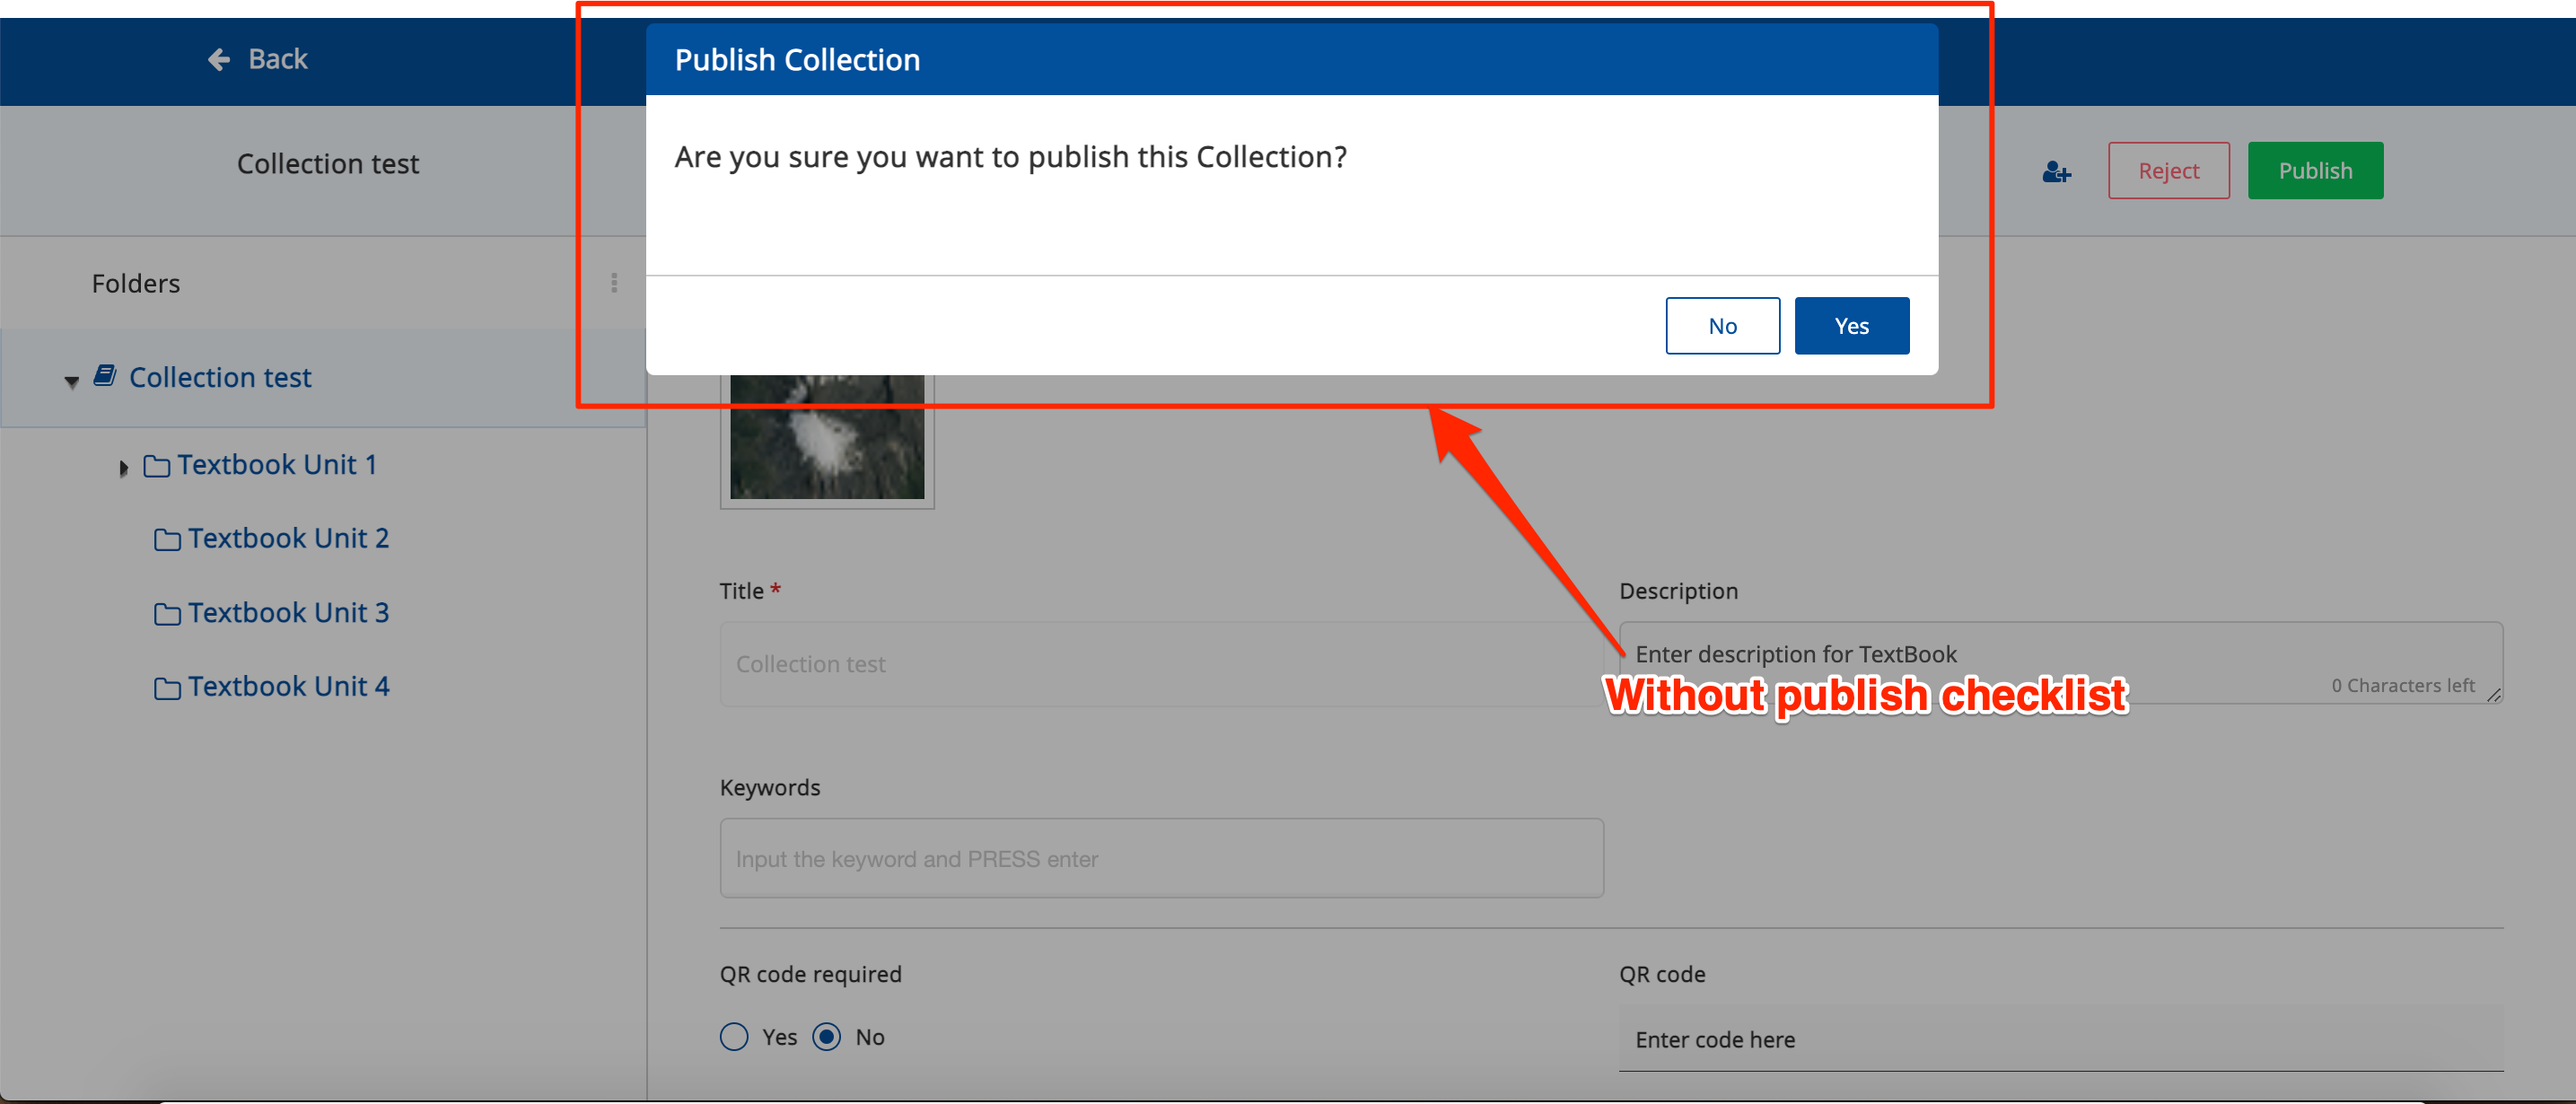 Back
Publish Collection
Are you sure you want to publish this Collection?
No
Yes
Collection test
Reject
Publish
Folders
Collection test
Textbook Unit 1
Textbook Unit 2
Textbook Unit 3
Textbook Unit 4
Title *
Collection test
Description
Enter description for TextBook
0 Characters left
Without publish checklist
Keywords
Input the keyword and PRESS enter
QR code required
Yes
No
QR code
Enter code here